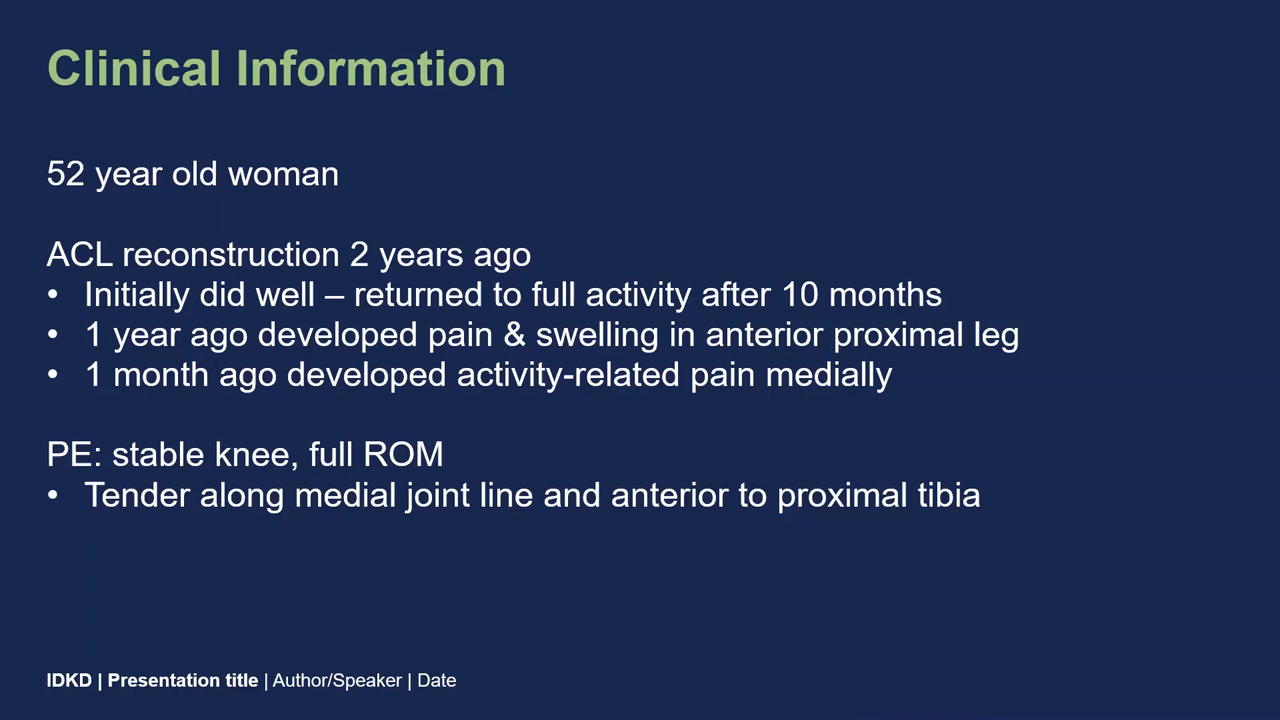 Clinical Information
52 year old woman
ACL reconstruction 2 years ago
• Initially did well – returned to full activity after 10 months
• 1 year ago developed pain & swelling in anterior proximal leg
• 1 month ago developed activity-related pain medially
PE: stable knee, full ROM
• Tender along medial joint line and anterior to proximal tibia
IDKD | Presentation title | Author/Speaker | Date